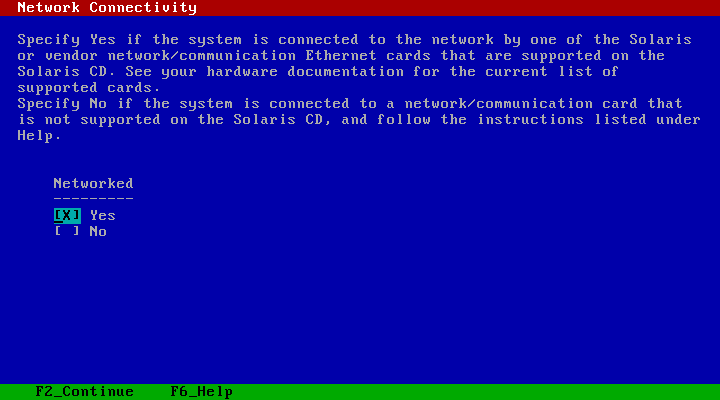 Network Connectivity
Specify Yes if the system is connected to the network by one of the Solaris
or vendor network/communication Ethernet cards that are supported on the
Solaris CD. See your hardware documentation for the current list of
supported cards.
Specify No if the system is connected to a network/communication card that
is not supported on the Solaris CD, and follow the instructions listed under
Help.
Networked
---------
[X] Yes
[ ] No
F2_Continue    F6_Help